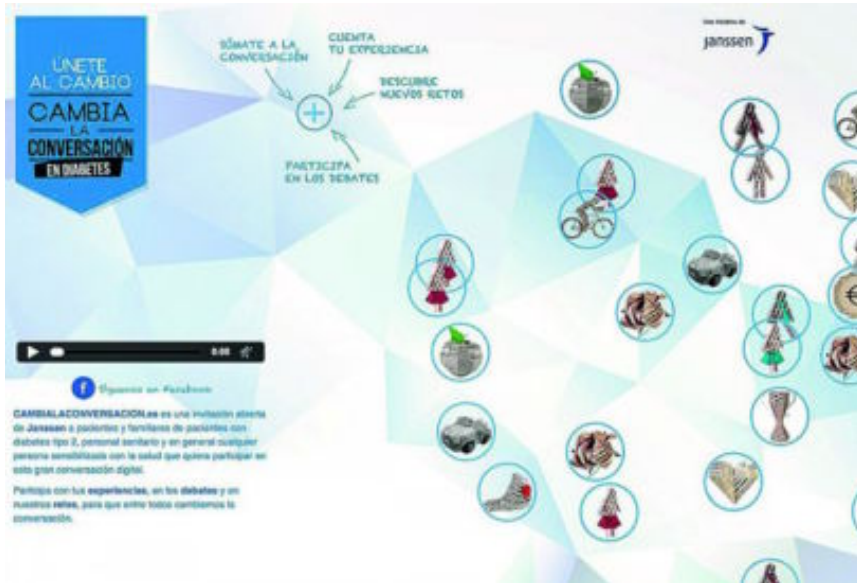 ÚNETE
AL CAMBIO
CAMBIA
LA
CONVERSACIÓN
EN DIABETES
SÚMATE A LA
CONVERSACIÓN
CUENTA
TU EXPERIENCIA
DESCUBRE
NUEVOS RETOS
PARTICIPA
EN LOS DEBATES
Una iniciativa de
janssen
0:00
f Síguenos en Facebook
CAMBIALACONVERSACION.es es una invitación abierta
de Janssen a pacientes y familiares de pacientes con
diabetes tipo 2, personal sanitario y en general cualquier
persona sensibilizada con la salud que quiera participar en
esta gran conversación digital.
Participa con tus experiencias, en los debates y en
nuestros retos, para que entre todos cambiemos la
conversación.
€